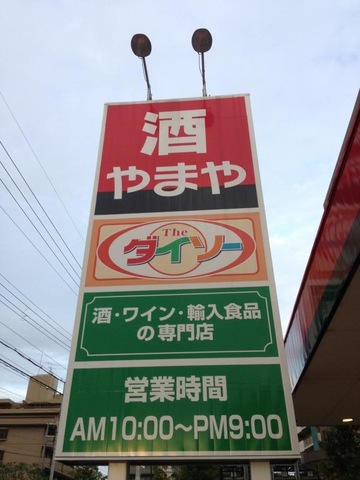 酒
やまや
The
ダイソー
酒・ワイン・輸入食品
の専門店
営業時間
AM10:00～PM9:00